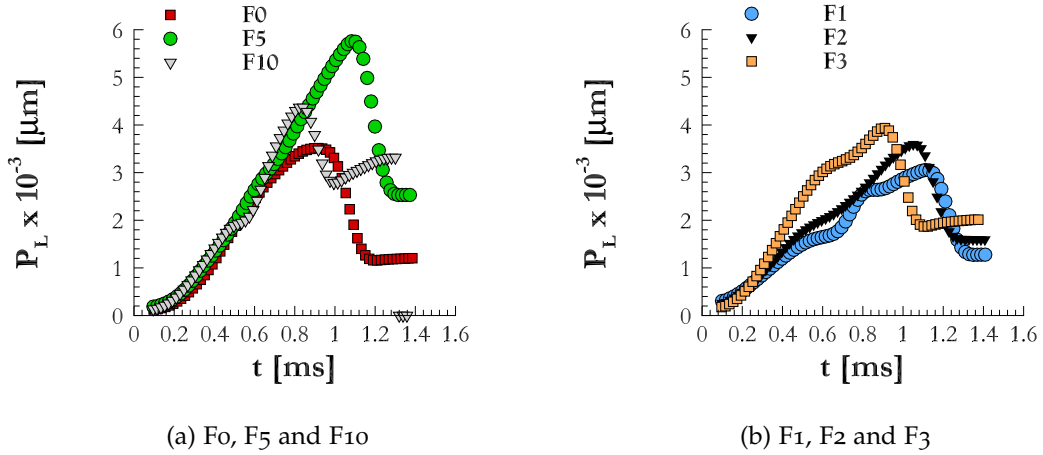 F0
F5
F10
P_L x 10^-3 [μm]
6
5
4
3
2
1
0
0 0.2 0.4 0.6 0.8 1 1.2 1.4 1.6
t [ms]
(a) F0, F5 and F10
F1
F2
F3
P_L x 10^-3 [μm]
6
5
4
3
2
1
0
0 0.2 0.4 0.6 0.8 1 1.2 1.4 1.6
t [ms]
(b) F1, F2 and F3